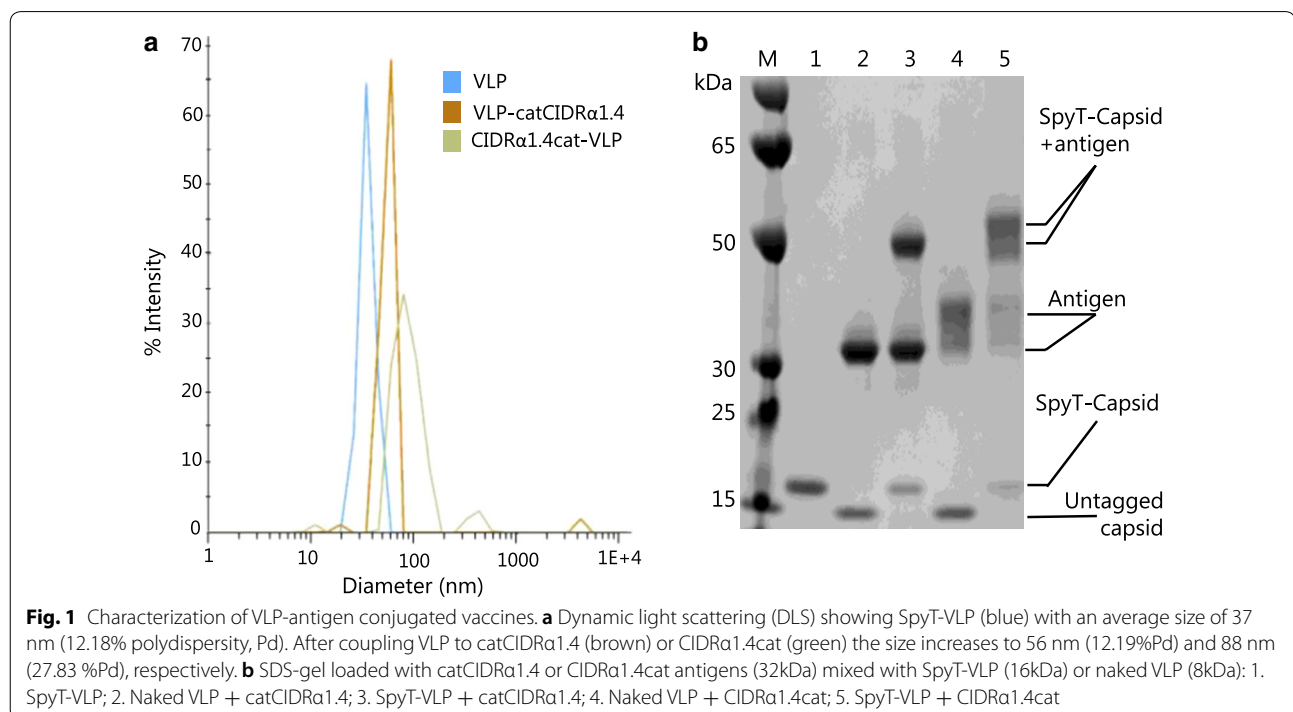 a
70
60
50
40
30
20
10
0
% Intensity
1
10
100
1000
1E+4
Diameter (nm)
VLP
VLP-catCIDRα1.4
CIDRα1.4cat-VLP
b
M 1 2 3 4 5
kDa
65
50
30
25
15
SpyT-Capsid
+antigen
Antigen
SpyT-Capsid
Untagged
capsid
Fig. 1 Characterization of VLP-antigen conjugated vaccines. a Dynamic light scattering (DLS) showing SpyT-VLP (blue) with an average size of 37
nm (12.18% polydispersity, Pd). After coupling VLP to catCIDRα1.4 (brown) or CIDRα1.4cat (green) the size increases to 56 nm (12.19%Pd) and 88 nm
(27.83 %Pd), respectively. b SDS-gel loaded with catCIDRα1.4 or CIDRα1.4cat antigens (32kDa) mixed with SpyT-VLP (16kDa) or naked VLP (8kDa): 1.
SpyT-VLP; 2. Naked VLP + catCIDRα1.4; 3. SpyT-VLP + catCIDRα1.4; 4. Naked VLP + CIDRα1.4cat; 5. SpyT-VLP + CIDRα1.4cat